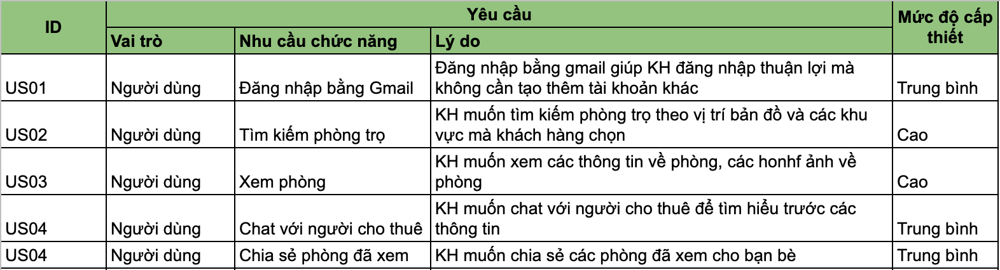 ID
Yêu cầu
Mức độ cấp
thiết
Vai trò
Nhu cầu chức năng
Lý do
US01
Người dùng
Đăng nhập bằng Gmail
Đăng nhập bằng gmail giúp KH đăng nhập thuận lợi mà
không cần tạo thêm tài khoản khác
Trung bình
US02
Người dùng
Tìm kiếm phòng trọ
KH muốn tìm kiếm phòng trọ theo vị trí bản đồ và các khu
vực mà khách hàng chọn
Cao
US03
Người dùng
Xem phòng
KH muốn xem các thông tin về phòng, các honhf ảnh về
phòng
Cao
US04
Người dùng
Chat với người cho thuê
KH muốn chat với người cho thuê để tìm hiểu trước các
thông tin
Trung bình
US04
Người dùng
Chia sẻ phòng đã xem
KH muốn chia sẻ các phòng đã xem cho bạn bè
Trung bình